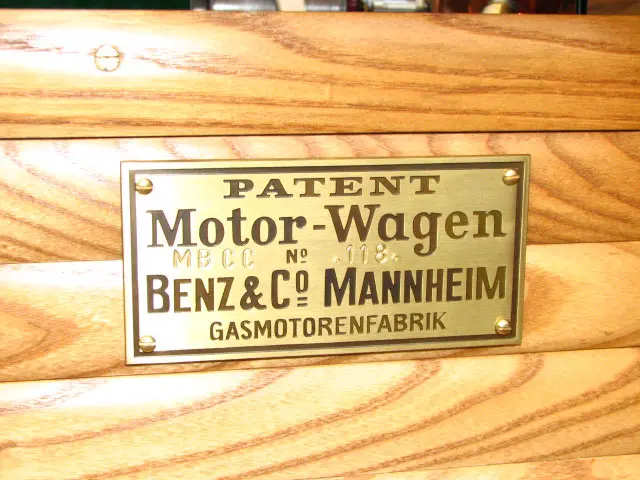 PATENT
Motor-Wagen
MBCC Nº .118.
BENZ & Cº MANNHEIM
GASMOTORENFABRIK